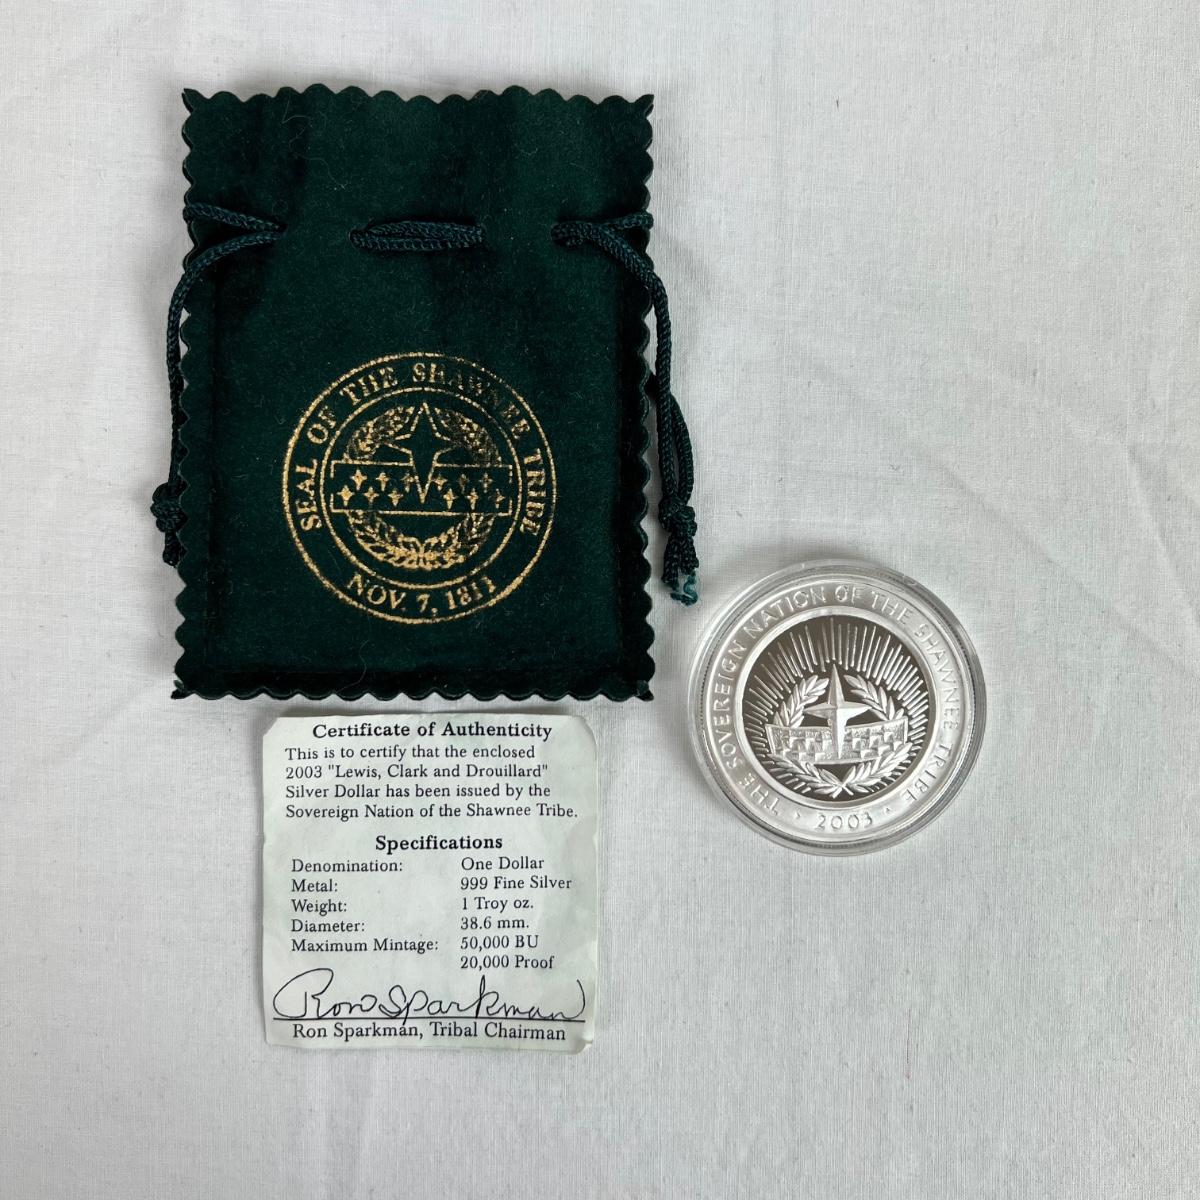 SEAL OF THE SHAWNEE TRIBE
NOV. 7, 1811
THE SOVEREIGN NATION OF THE SHAWNEE TRIBE
2003
Certificate of Authenticity
This is to certify that the enclosed
2003 "Lewis, Clark and Drouillard"
Silver Dollar has been issued by the
Sovereign Nation of the Shawnee Tribe.
Specifications
Denomination: One Dollar
Metal: 999 Fine Silver
Weight: 1 Troy oz.
Diameter: 38.6 mm.
Maximum Mintage: 50,000 BU
20,000 Proof
Ron Sparkman
Ron Sparkman, Tribal Chairman